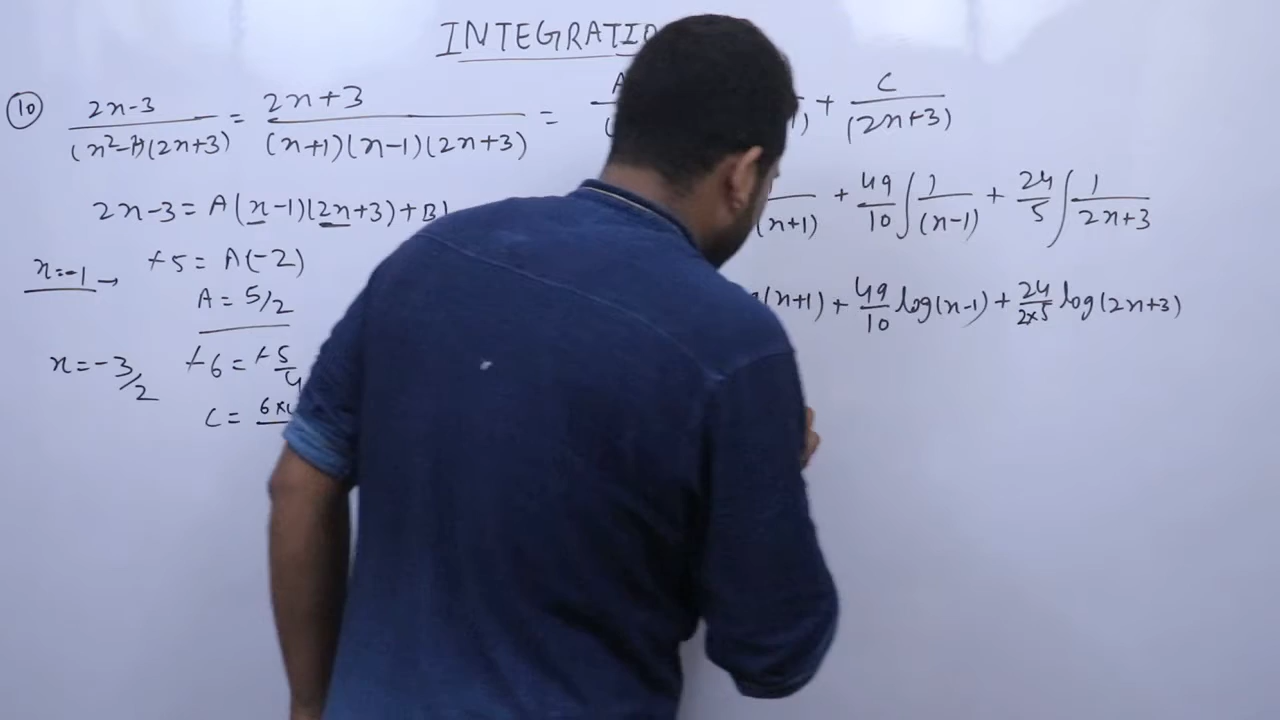 INTEGRATIO
(10) 2x-3/(x²-1)(2x+3) = 2x+3/(x+1)(x-1)(2x+3) = A + C/(2x+3)
2x-3 = A(x-1)(2x+3)+B(
x=-1 → +5 = A(-2)
A = 5/2
x=-3/2 +6 = +5/4
C = 6×4
(x+1) + 49/10 ∫ 1/(x-1) + 24/5 ∫ 1/2x+3
(x+1) + 49/10 log(x-1) + 24/2×5 log(2x+3)